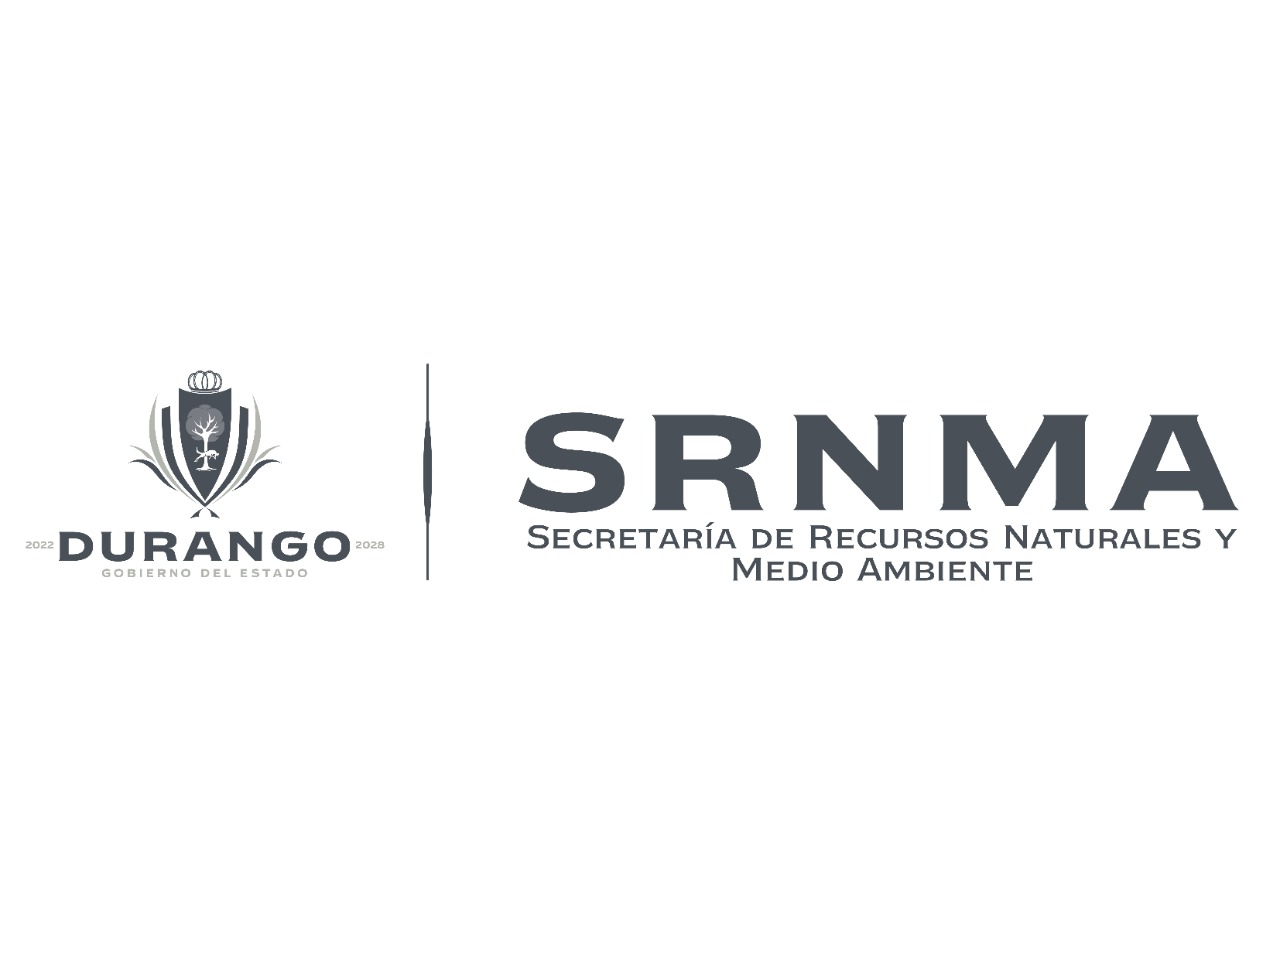 2022 DURANGO 2028
GOBIERNO DEL ESTADO
SRNMA
SECRETARÍA DE RECURSOS NATURALES Y
MEDIO AMBIENTE